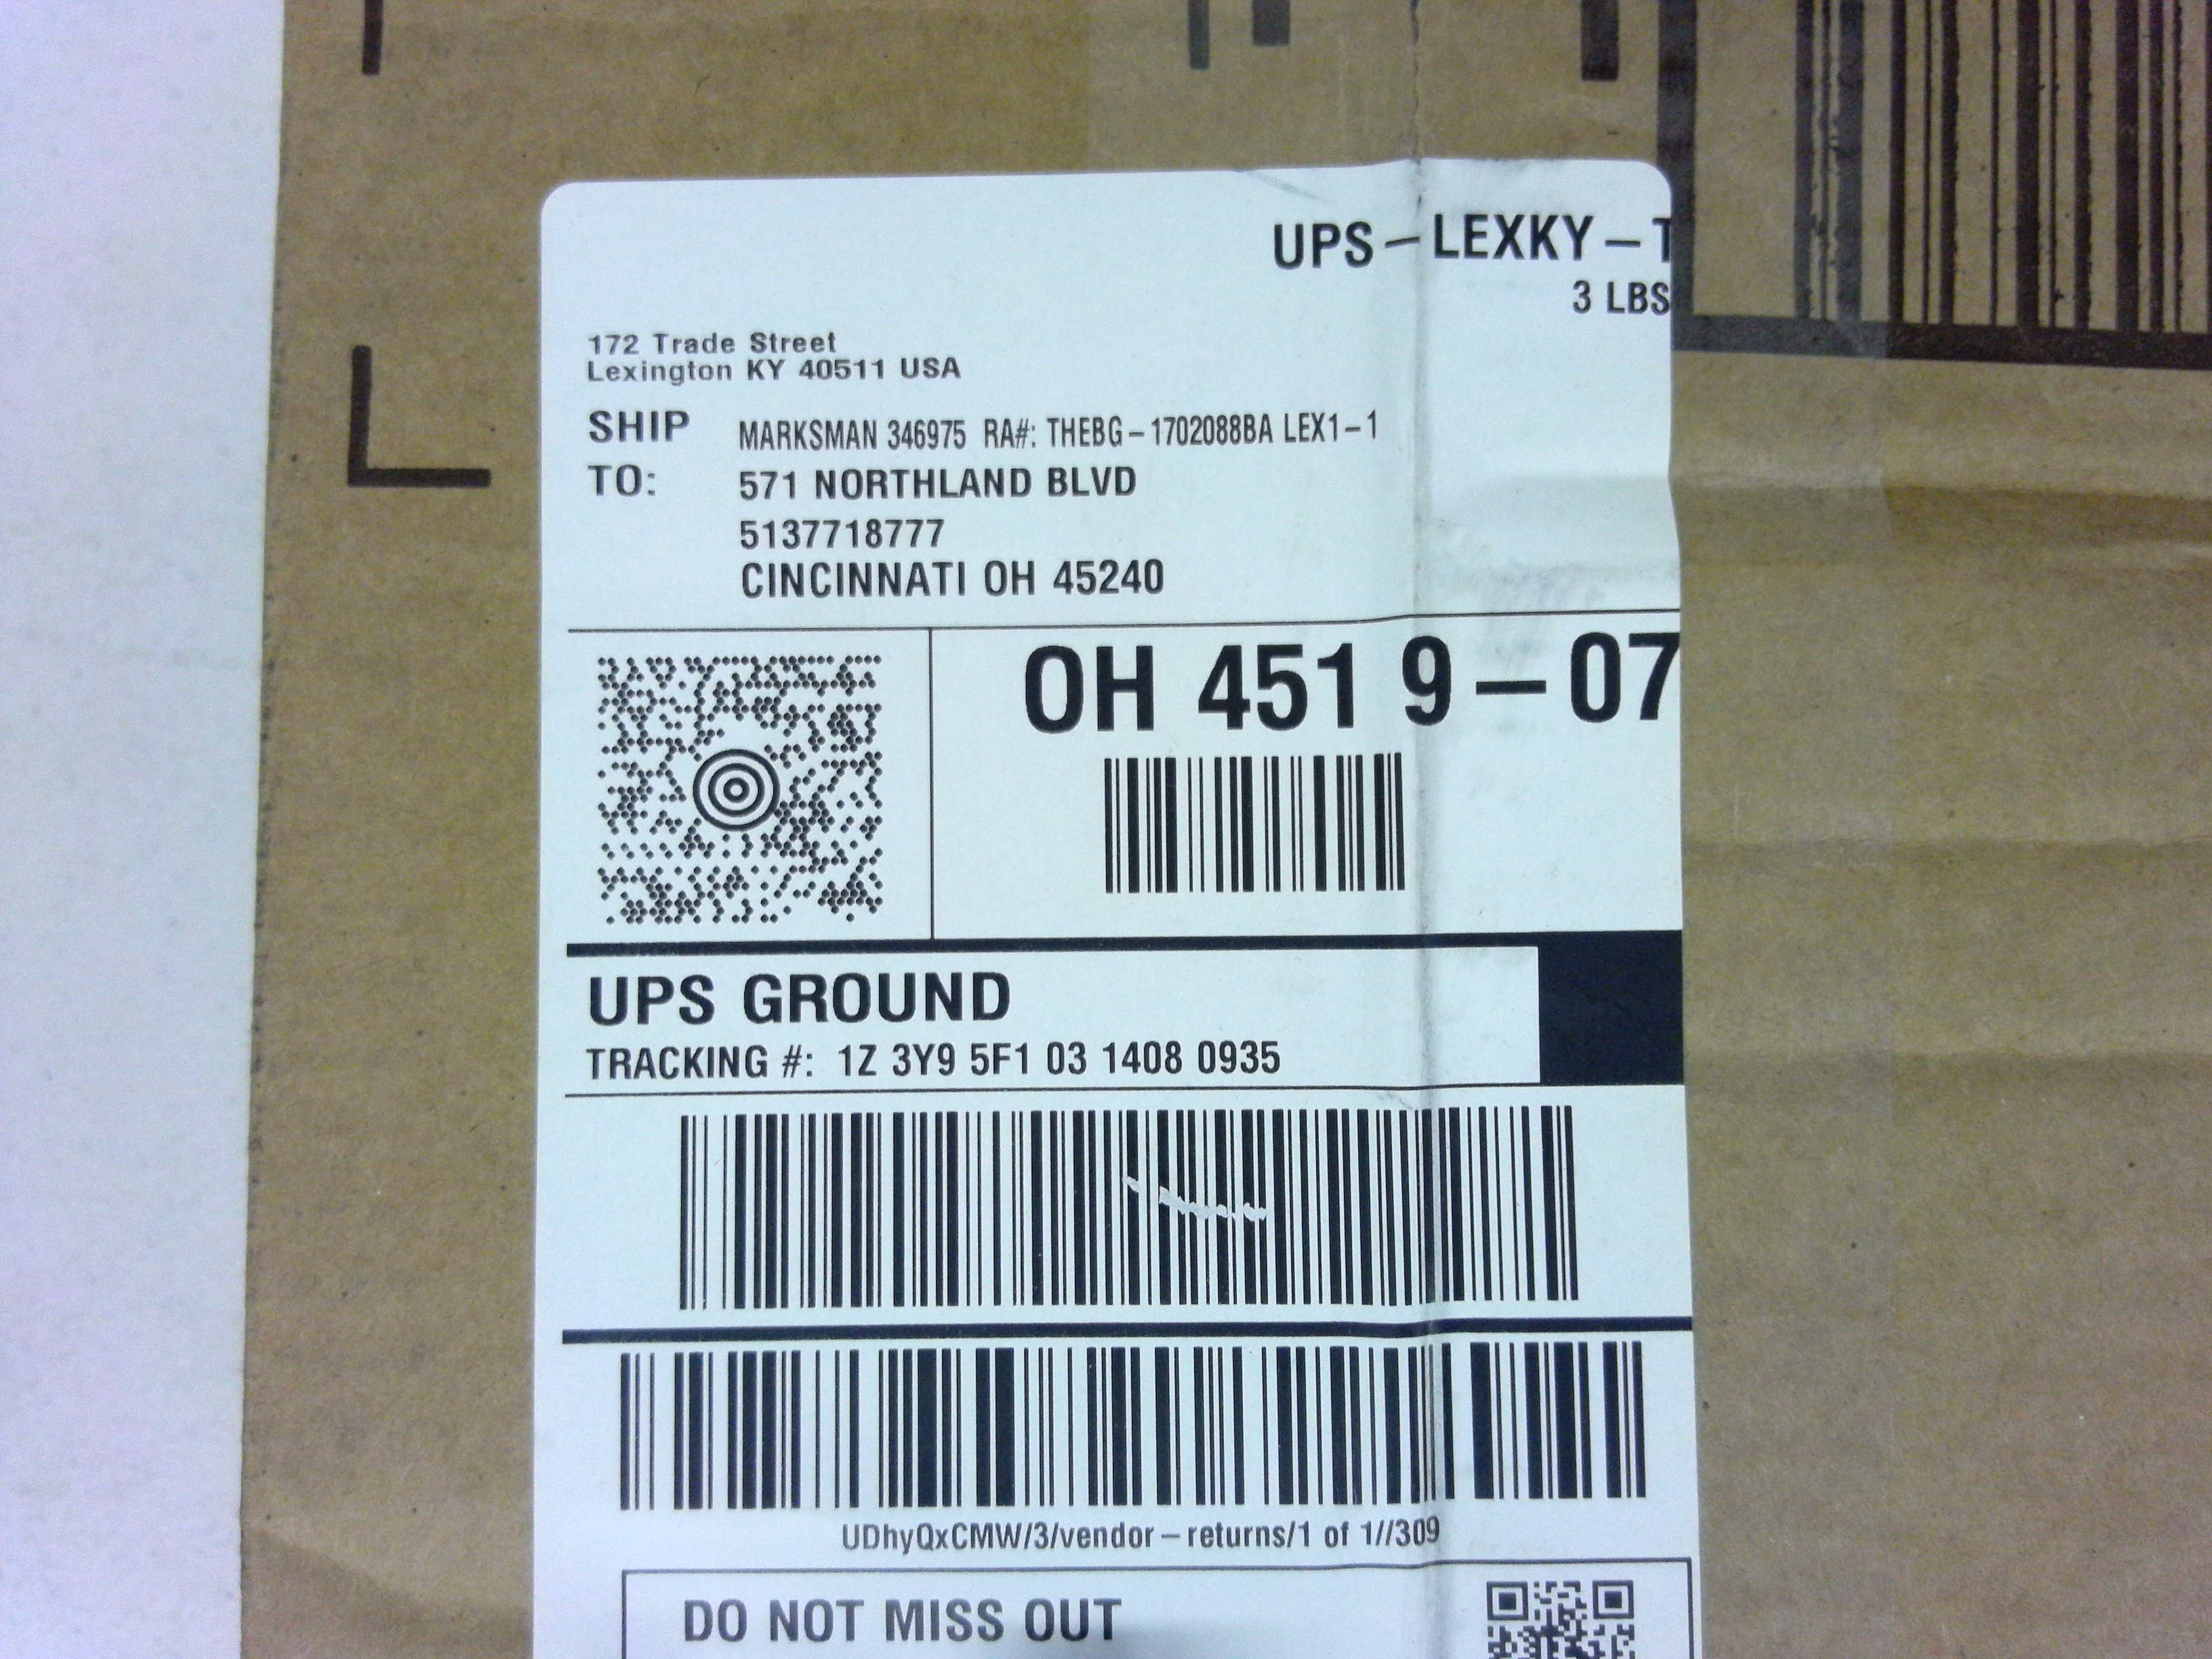 UPS-LEXKY-T
3 LBS
172 Trade Street
Lexington KY 40511 USA
SHIP TO:
MARKSMAN 346975 RA#: THEBG-1702088BA LEX1-1
571 NORTHLAND BLVD
5137718777
CINCINNATI OH 45240
OH 451 9-07
UPS GROUND
TRACKING #: 1Z 3Y9 5F1 03 1408 0935
UDhyQxCMW/3/vendor-returns/1 of 1//309
DO NOT MISS OUT